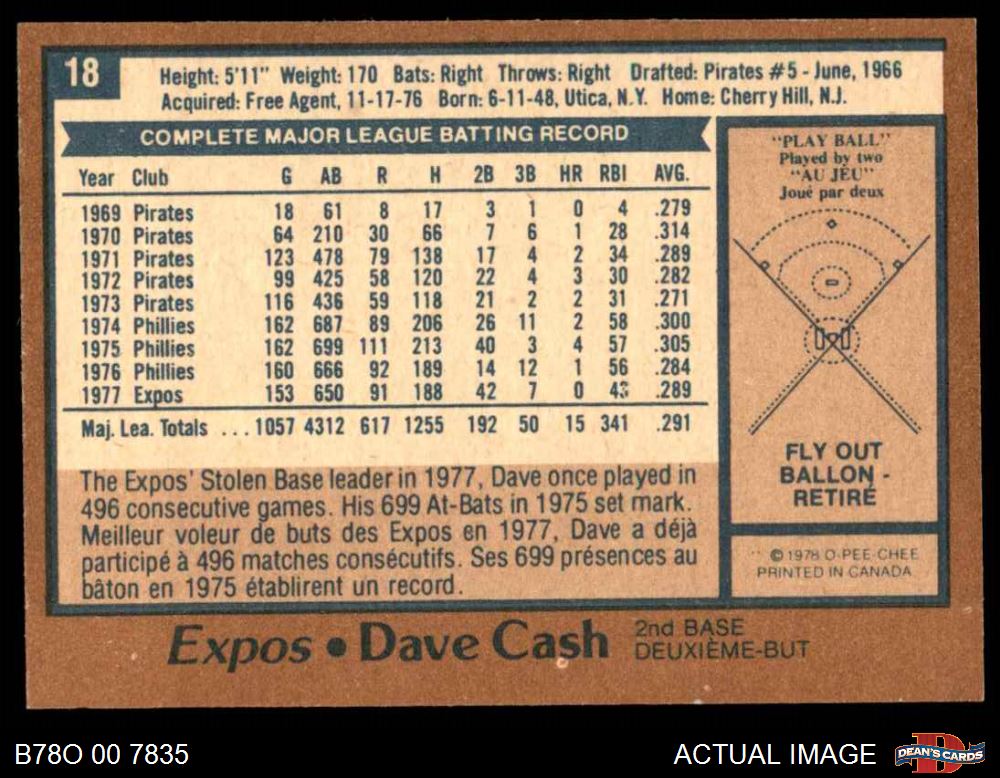 18
Height: 5'11" Weight: 170 Bats: Right Throws: Right Drafted: Pirates #5 - June, 1966
Acquired: Free Agent, 11-17-76 Born: 6-11-48, Utica, N.Y. Home: Cherry Hill, N.J.
COMPLETE MAJOR LEAGUE BATTING RECORD
Year Club G AB R H 2B 3B HR RBI AVG.
1969 Pirates 18 61 8 17 3 1 0 4 .279
1970 Pirates 64 210 30 66 7 6 1 28 .314
1971 Pirates 123 478 79 138 17 4 2 34 .289
1972 Pirates 99 425 58 120 22 4 3 30 .282
1973 Pirates 116 436 59 118 21 2 2 31 .271
1974 Phillies 162 687 89 206 26 11 2 58 .300
1975 Phillies 162 699 111 213 40 3 4 57 .305
1976 Phillies 160 666 92 189 14 12 1 56 .284
1977 Expos 153 650 91 188 42 7 0 43 .289
Maj. Lea. Totals ... 1057 4312 617 1255 192 50 15 341 .291
The Expos' Stolen Base leader in 1977, Dave once played in
496 consecutive games. His 699 At-Bats in 1975 set mark.
Meilleur voleur de buts des Expos en 1977, Dave a déjà
participé à 496 matches consécutifs. Ses 699 présences au
bâton en 1975 établirent un record.
"PLAY BALL"
Played by two
"AU JEU"
Joué par deux
FLY OUT
BALLON -
RETIRÉ
© 1978 O-PEE-CHEE
PRINTED IN CANADA
Expos • Dave Cash
2nd BASE
DEUXIÈME-BUT
B78O 00 7835
ACTUAL IMAGE
D
DEAN'S CARDS